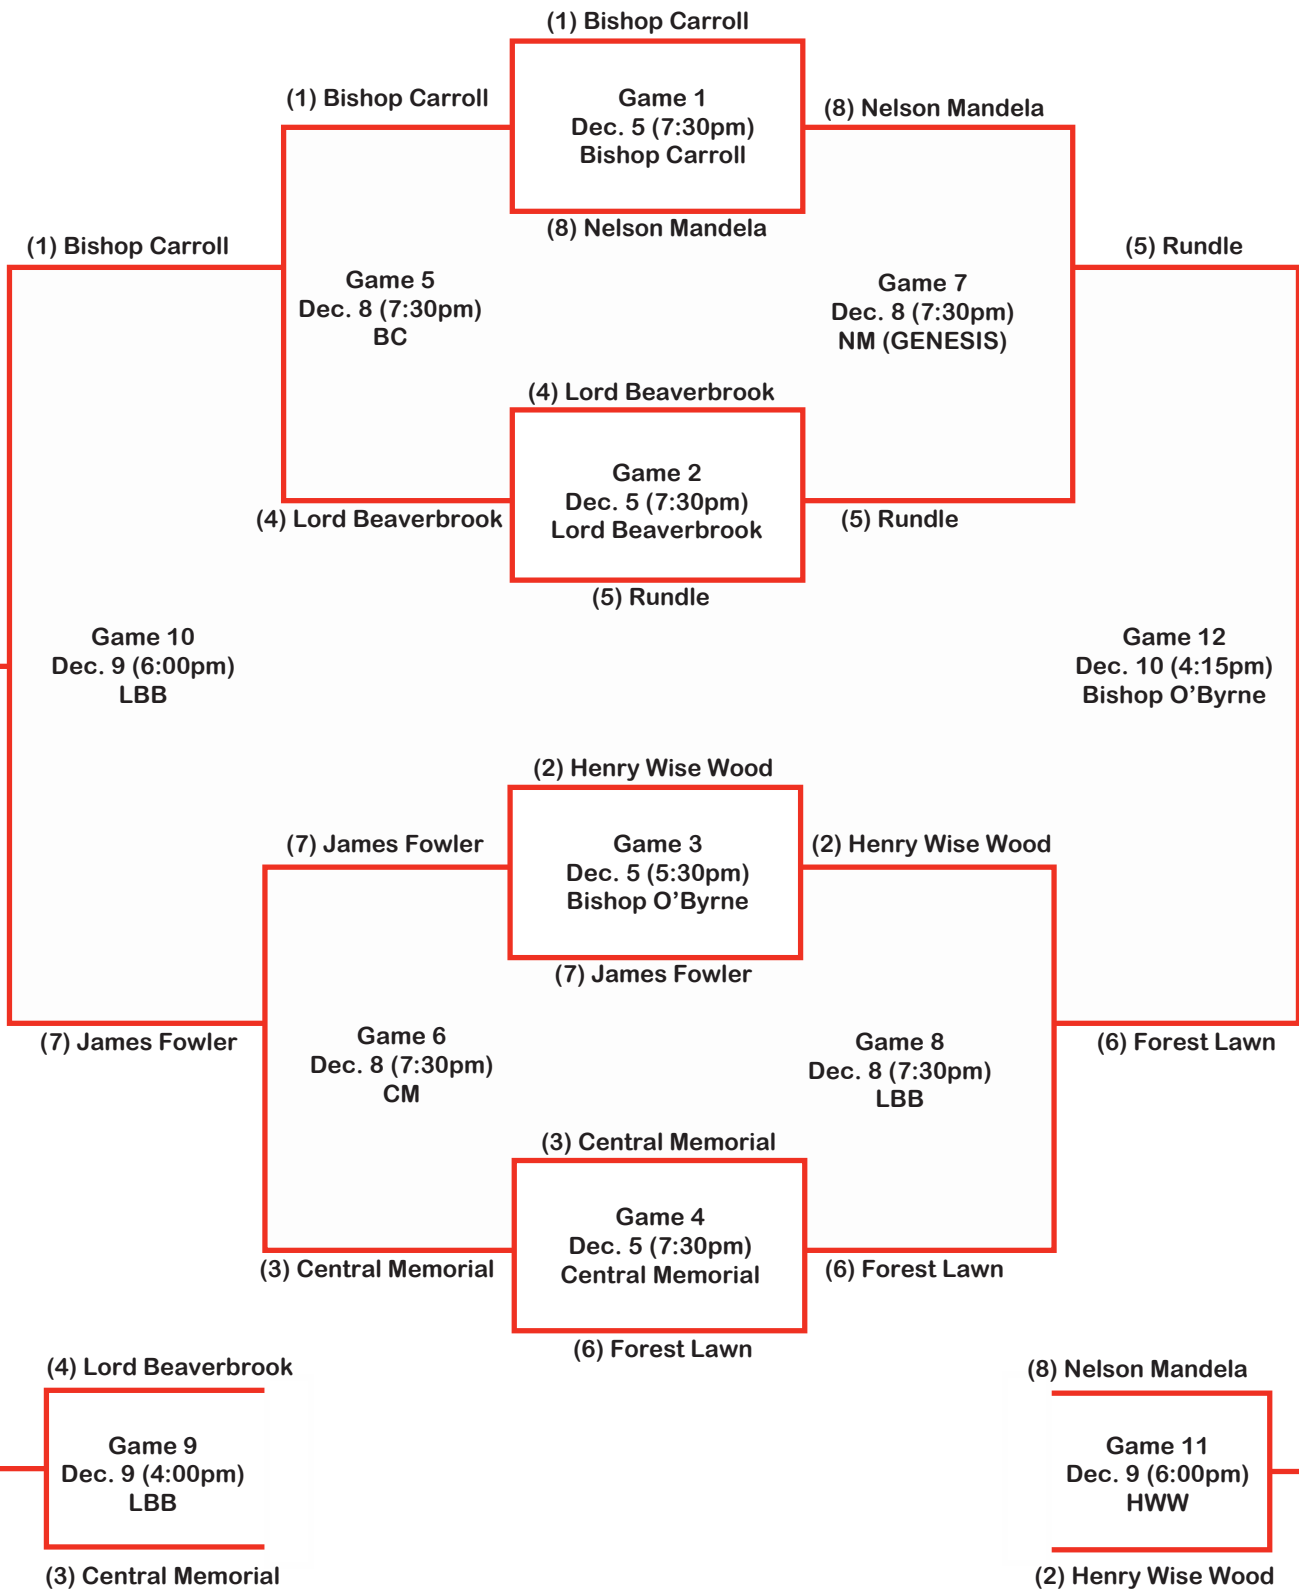 (1) Bishop Carroll
(1) Bishop Carroll
Game 1
Dec. 5 (7:30pm)
Bishop Carroll
(8) Nelson Mandela
(8) Nelson Mandela
(1) Bishop Carroll
(5) Rundle
Game 5
Dec. 8 (7:30pm)
BC
Game 7
Dec. 8 (7:30pm)
NM (GENESIS)
(4) Lord Beaverbrook
Game 2
Dec. 5 (7:30pm)
Lord Beaverbrook
(4) Lord Beaverbrook
(5) Rundle
(5) Rundle
Game 10
Dec. 9 (6:00pm)
LBB
Game 12
Dec. 10 (4:15pm)
Bishop O’Byrne
(2) Henry Wise Wood
(7) James Fowler
Game 3
Dec. 5 (5:30pm)
Bishop O’Byrne
(2) Henry Wise Wood
(7) James Fowler
(7) James Fowler
Game 6
Dec. 8 (7:30pm)
CM
Game 8
Dec. 8 (7:30pm)
LBB
(6) Forest Lawn
(3) Central Memorial
Game 4
Dec. 5 (7:30pm)
Central Memorial
(3) Central Memorial
(6) Forest Lawn
(6) Forest Lawn
(4) Lord Beaverbrook
Game 9
Dec. 9 (4:00pm)
LBB
(3) Central Memorial
(8) Nelson Mandela
Game 11
Dec. 9 (6:00pm)
HWW
(2) Henry Wise Wood